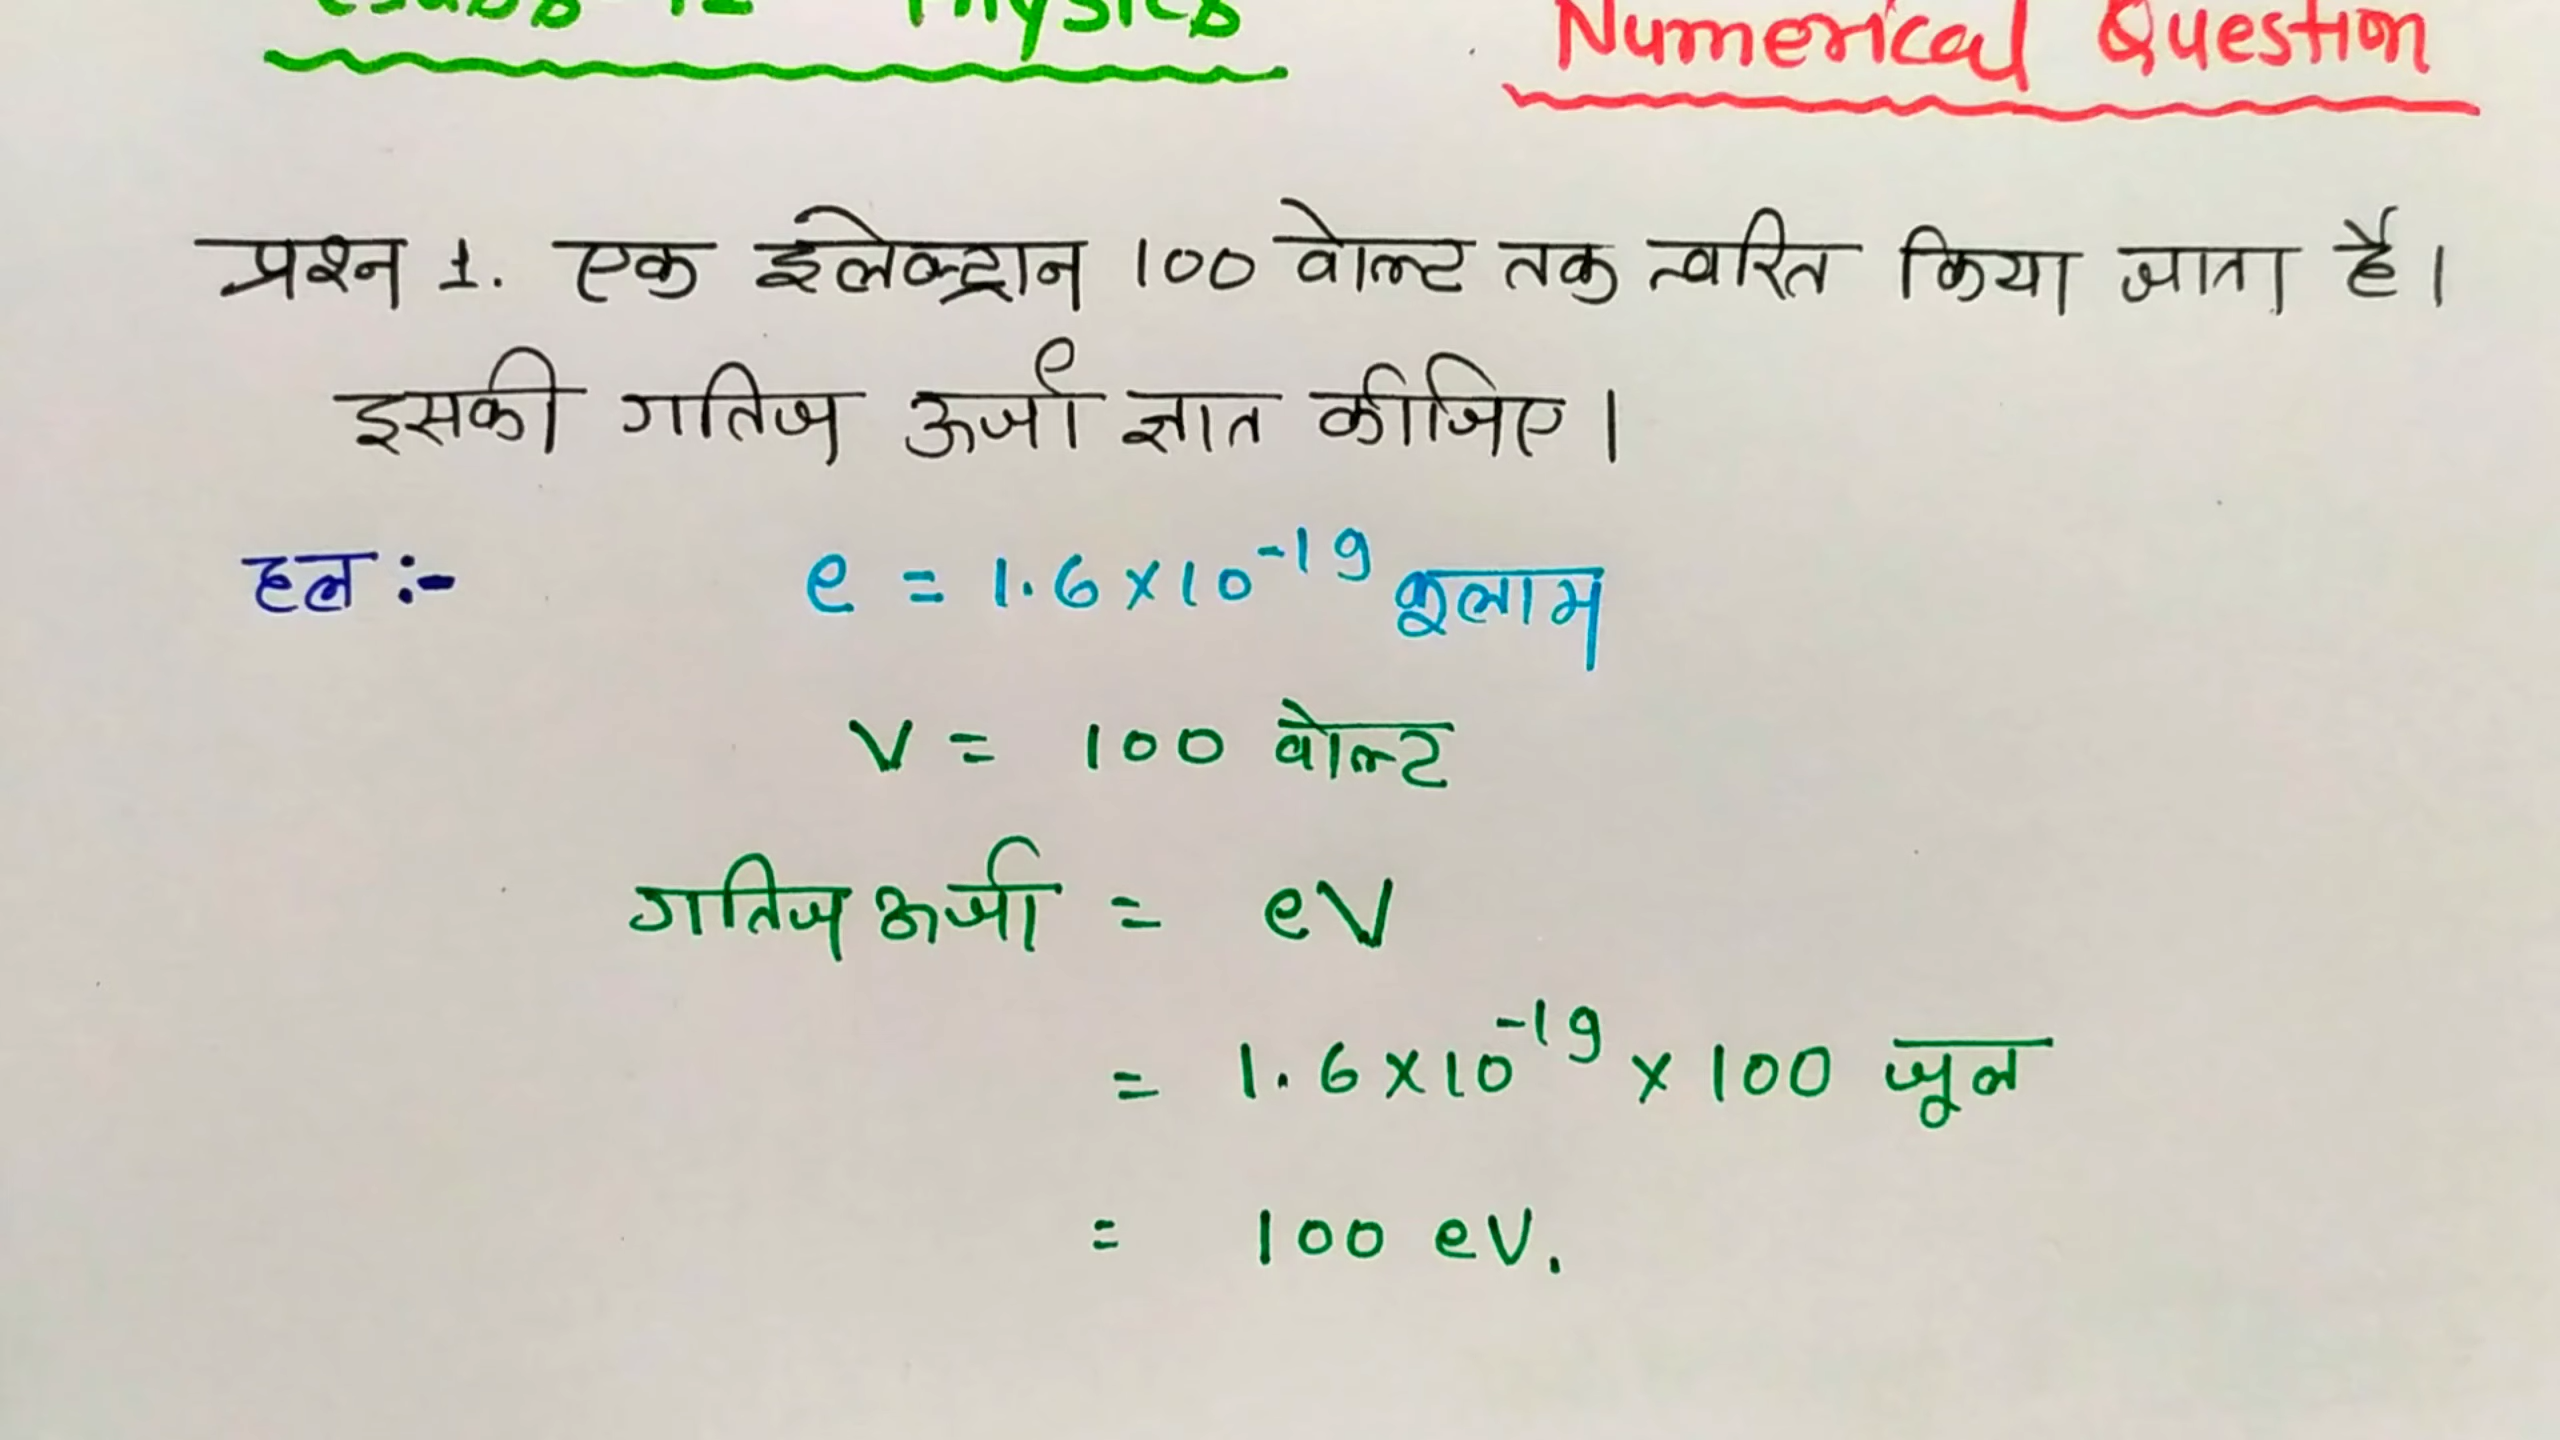 Physics Numerical Question
प्रश्न 1. एक इलेक्ट्रान 100 वोल्ट तक त्वरित किया जाता है।
इसकी गतिज ऊर्जा ज्ञात कीजिए।
हल :- e = 1.6 × 10⁻¹⁹ कूलाम
V = 100 वोल्ट
गतिज ऊर्जा = eV
= 1.6 × 10⁻¹⁹ × 100 जूल
= 100 eV.